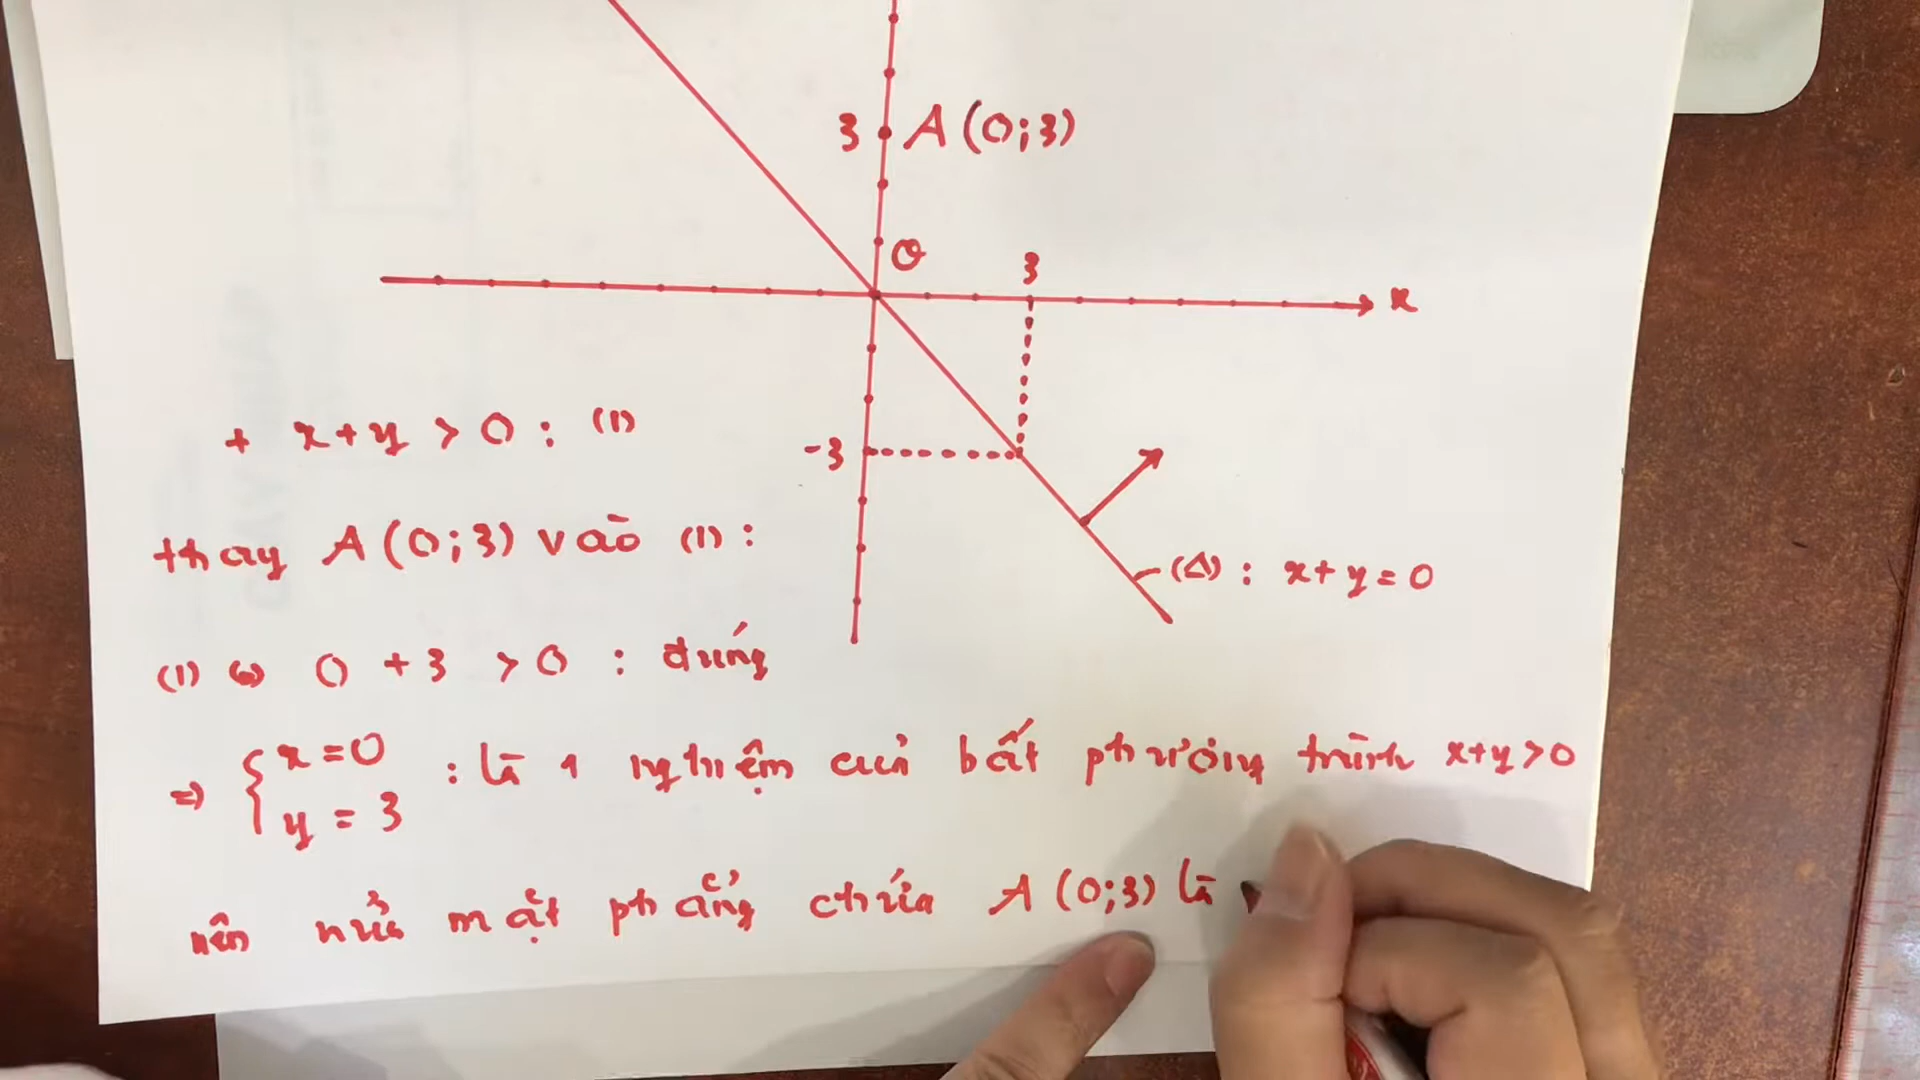 3 A (0;3)
O
3
x
+ x+y > 0 : (1)
-3
thay A (0;3) vào (1) :
(Δ) : x+y=0
(1) ⇔ 0 + 3 > 0 : đúng
⇒ { x=0
y = 3
: là 1 nghiệm của bất phương trình x+y>0
nên nửa mặt phẳng chứa A (0;3) là